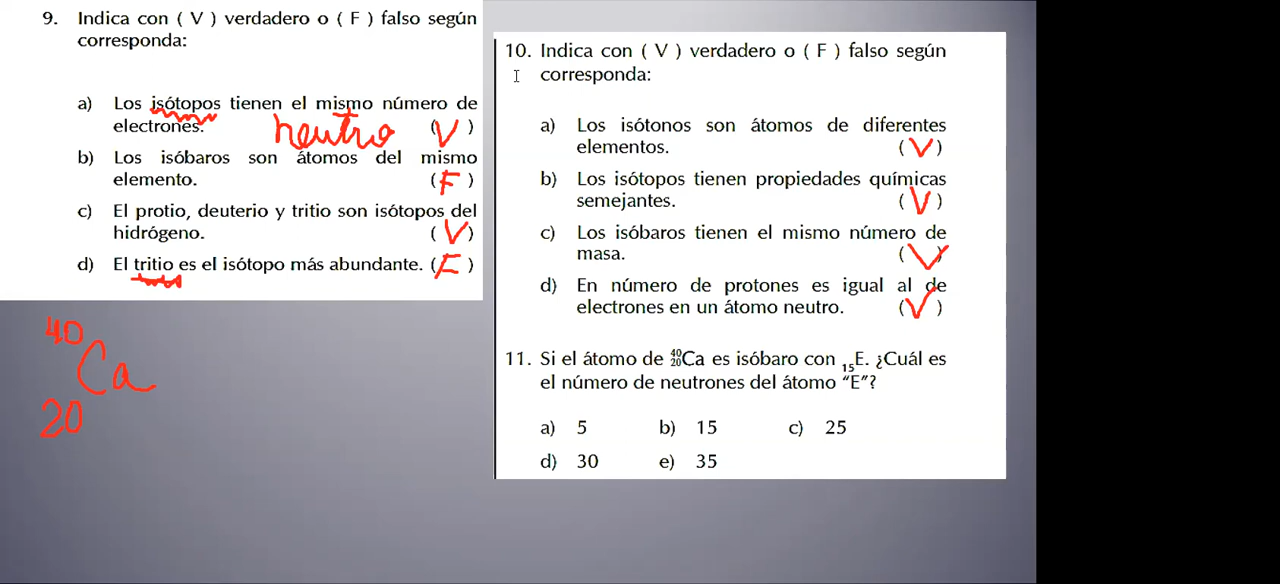 9. Indica con ( V ) verdadero o ( F ) falso según
corresponda:
a) Los isótopos tienen el mismo número de
electrones. neutro (V)
b) Los isóbaros son átomos del mismo
elemento. (F)
c) El protio, deuterio y tritio son isótopos del
hidrógeno. (V)
d) El tritio es el isótopo más abundante. (F)
40
Ca
20
10. Indica con ( V ) verdadero o ( F ) falso según
corresponda:
a) Los isótonos son átomos de diferentes
elementos. (V)
b) Los isótopos tienen propiedades químicas
semejantes. (V)
c) Los isóbaros tienen el mismo número de
masa. (V)
d) En número de protones es igual al de
electrones en un átomo neutro. (V)
11. Si el átomo de ⁴⁰₂₀Ca es isóbaro con ₁₅E. ¿Cuál es
el número de neutrones del átomo “E”?
a) 5 b) 15 c) 25
d) 30 e) 35